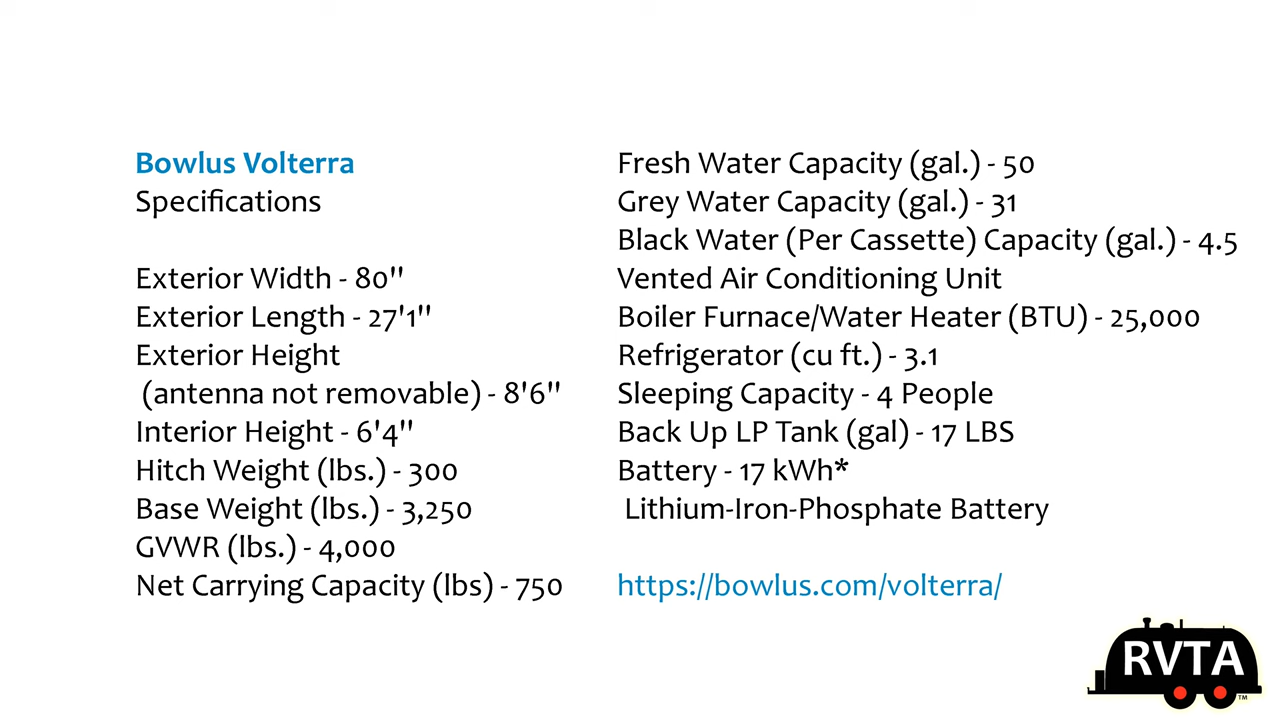 Bowlus Volterra
Specifications
Exterior Width - 80"
Exterior Length - 27'1"
Exterior Height
(antenna not removable) - 8'6"
Interior Height - 6'4"
Hitch Weight (lbs.) - 300
Base Weight (lbs.) - 3,250
GVWR (lbs.) - 4,000
Net Carrying Capacity (lbs) - 750
Fresh Water Capacity (gal.) - 50
Grey Water Capacity (gal.) - 31
Black Water (Per Cassette) Capacity (gal.) - 4.5
Vented Air Conditioning Unit
Boiler Furnace/Water Heater (BTU) - 25,000
Refrigerator (cu ft.) - 3.1
Sleeping Capacity - 4 People
Back Up LP Tank (gal) - 17 LBS
Battery - 17 kWh*
Lithium-Iron-Phosphate Battery
https://bowlus.com/volterra/
RVTA
TM